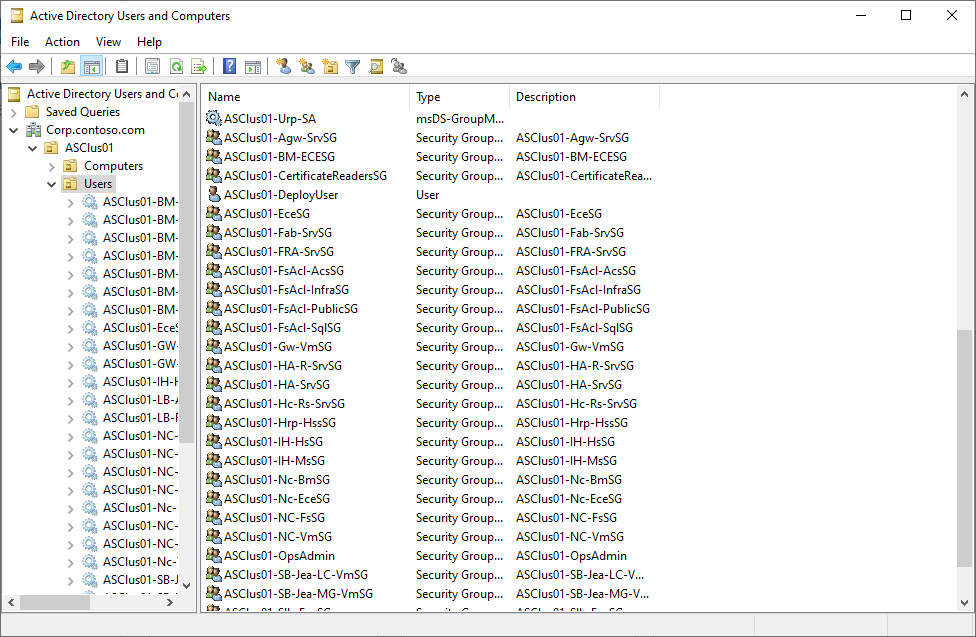 Active Directory Users and Computers
File Action View Help
Active Directory Users and Co
Saved Queries
Corp.contoso.com
ASClus01
Computers
Users
ASClus01-BM-
ASClus01-BM-
ASClus01-BM-
ASClus01-BM-
ASClus01-BM-
ASClus01-BM-
ASClus01-BM-
ASClus01-EceS
ASClus01-GW-
ASClus01-GW-
ASClus01-IH-H
ASClus01-LB-A
ASClus01-LB-F
ASClus01-NC-
ASClus01-NC-
ASClus01-NC-
ASClus01-NC-
ASClus01-Nc-
ASClus01-NC-
ASClus01-NC-
ASClus01-Nc-
ASClus01-SB-J
Name Type Description
ASClus01-Urp-SA msDS-GroupM...
ASClus01-Agw-SrvSG Security Group... ASClus01-Agw-SrvSG
ASClus01-BM-ECESG Security Group... ASClus01-BM-ECESG
ASClus01-CertificateReadersSG Security Group... ASClus01-CertificateRea...
ASClus01-DeployUser User
ASClus01-EceSG Security Group... ASClus01-EceSG
ASClus01-Fab-SrvSG Security Group... ASClus01-Fab-SrvSG
ASClus01-FRA-SrvSG Security Group... ASClus01-FRA-SrvSG
ASClus01-FsAcl-AcsSG Security Group... ASClus01-FsAcl-AcsSG
ASClus01-FsAcl-InfraSG Security Group... ASClus01-FsAcl-InfraSG
ASClus01-FsAcl-PublicSG Security Group... ASClus01-FsAcl-PublicSG
ASClus01-FsAcl-SqlSG Security Group... ASClus01-FsAcl-SqlSG
ASClus01-Gw-VmSG Security Group... ASClus01-Gw-VmSG
ASClus01-HA-R-SrvSG Security Group... ASClus01-HA-R-SrvSG
ASClus01-HA-SrvSG Security Group... ASClus01-HA-SrvSG
ASClus01-Hc-Rs-SrvSG Security Group... ASClus01-Hc-Rs-SrvSG
ASClus01-Hrp-HssSG Security Group... ASClus01-Hrp-HssSG
ASClus01-IH-HsSG Security Group... ASClus01-IH-HsSG
ASClus01-IH-MsSG Security Group... ASClus01-IH-MsSG
ASClus01-Nc-BmSG Security Group... ASClus01-Nc-BmSG
ASClus01-Nc-EceSG Security Group... ASClus01-Nc-EceSG
ASClus01-NC-FsSG Security Group... ASClus01-NC-FsSG
ASClus01-NC-VmSG Security Group... ASClus01-NC-VmSG
ASClus01-OpsAdmin Security Group... ASClus01-OpsAdmin
ASClus01-SB-Jea-LC-VmSG Security Group... ASClus01-SB-Jea-LC-V...
ASClus01-SB-Jea-MG-VmSG Security Group... ASClus01-SB-Jea-MG-V...